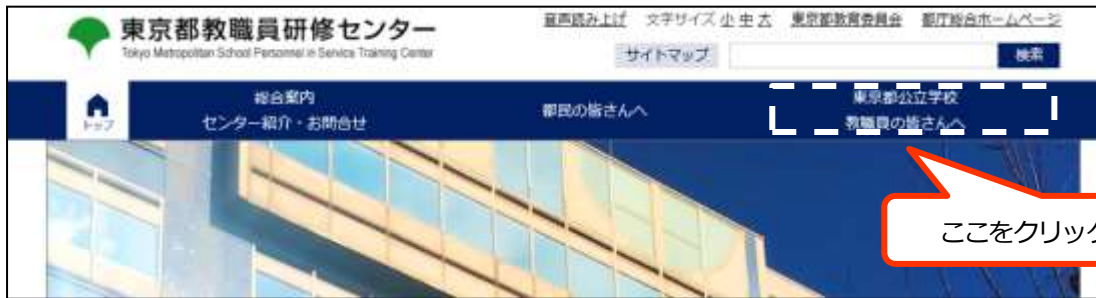 東京都教職員研修センター
Tokyo Metropolitan School Personnel in Service Training Center
音声読み上げ 文字サイズ 小 中 大 東京都教育委員会 都庁総合ホームページ
サイトマップ 検索
トップ
総合案内
センター紹介・お問合せ
都民の皆さんへ
東京都公立学校
教職員の皆さんへ
ここをクリック